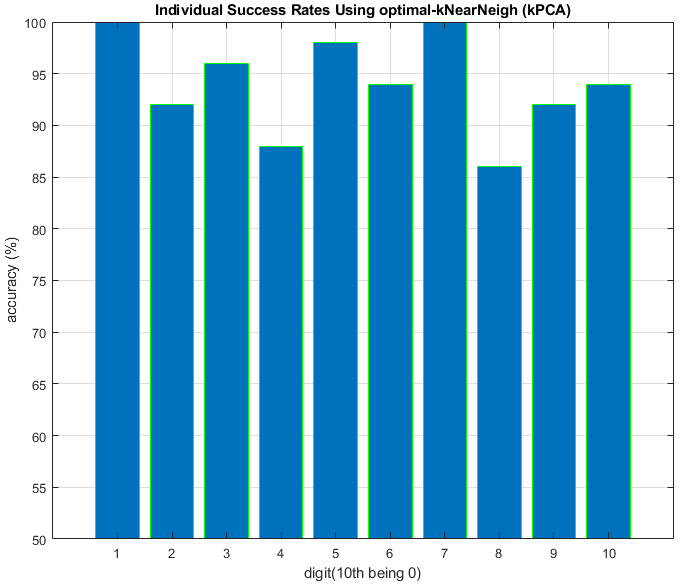 Individual Success Rates Using optimal-kNearNeigh (kPCA)
100
95
90
85
80
75
70
65
60
55
50
accuracy (%)
1 2 3 4 5 6 7 8 9 10
digit(10th being 0)